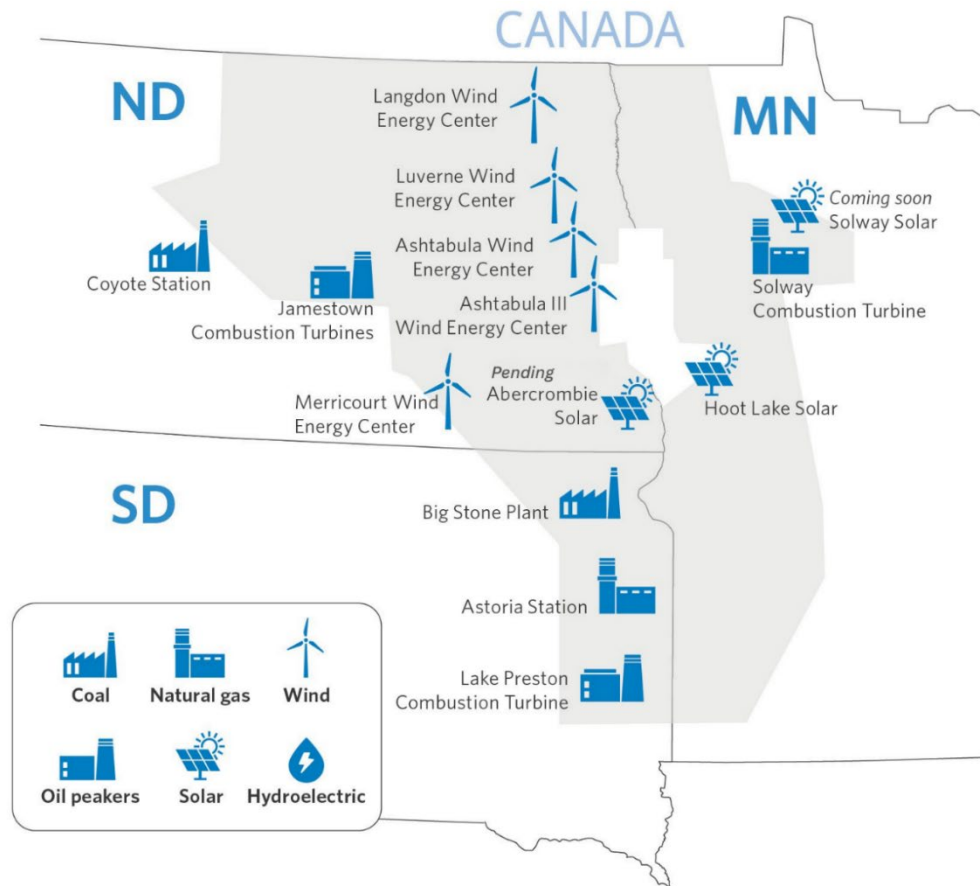 CANADA
ND
MN
Langdon Wind
Energy Center
Luverne Wind
Energy Center
Coming soon
Solway Solar
Ashtabula Wind
Energy Center
Coyote Station
Jamestown
Combustion Turbines
Ashtabula III
Wind Energy Center
Solway
Combustion Turbine
Pending
Abercrombie
Solar
Merricourt Wind
Energy Center
Hoot Lake Solar
SD
Big Stone Plant
Astoria Station
Lake Preston
Combustion Turbine
Coal
Natural gas
Wind
Oil peakers
Solar
Hydroelectric